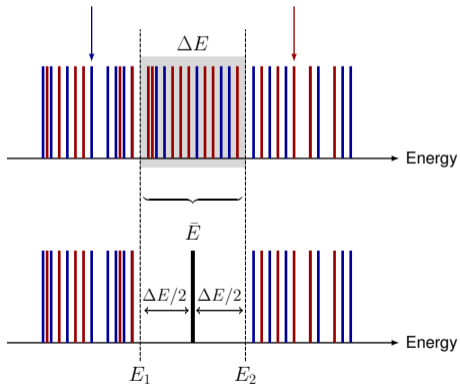 ΔE
Energy
Ē
ΔE/2 ΔE/2
Energy
E₁ E₂